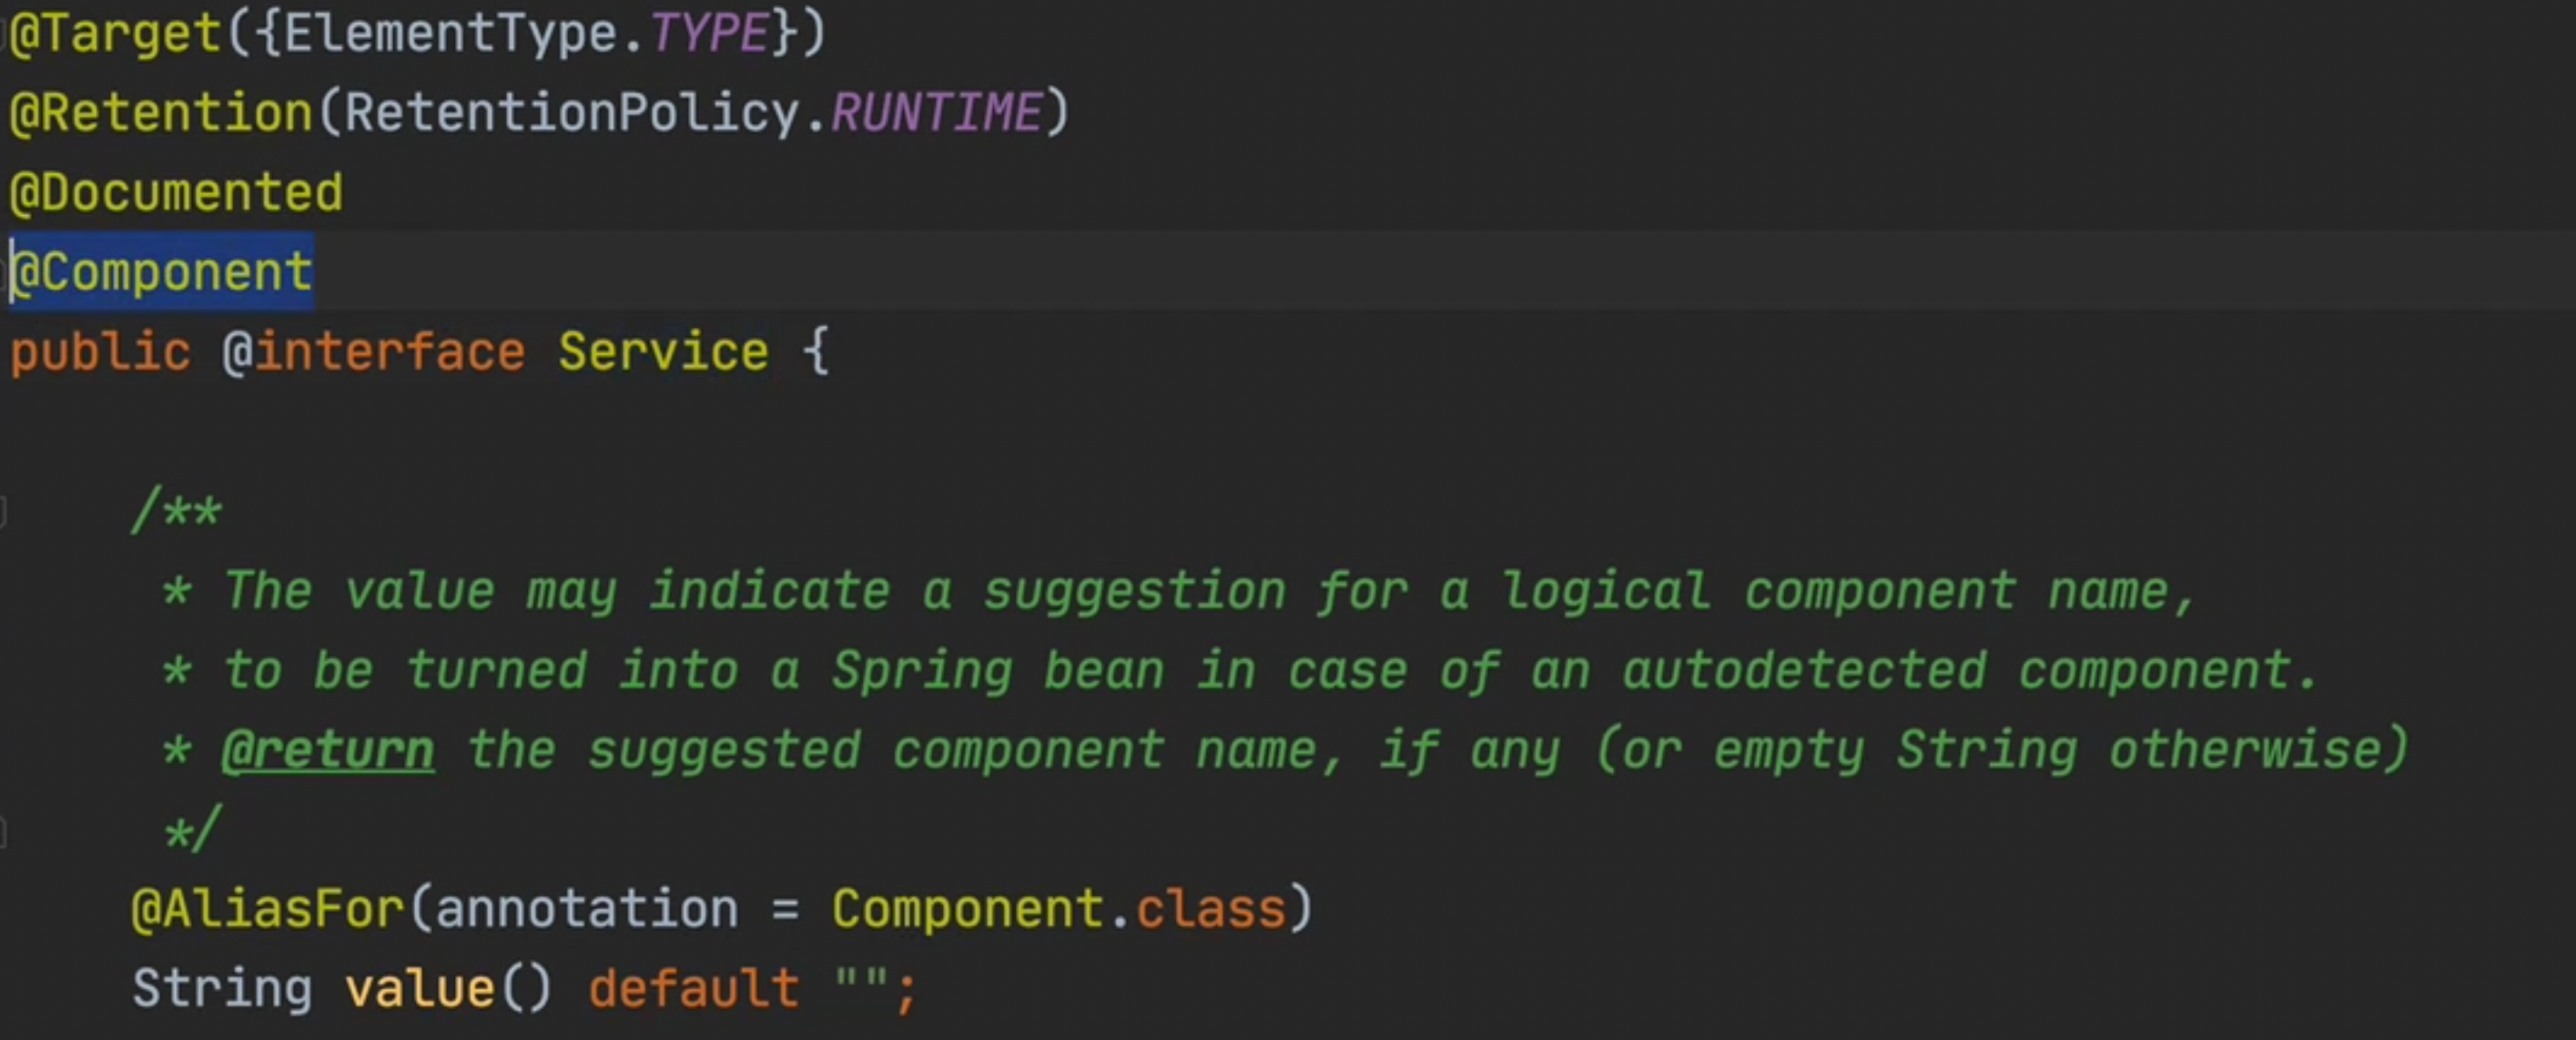 @Target({ElementType.TYPE})
@Retention(RetentionPolicy.RUNTIME)
@Documented
@Component
public @interface Service {
/**
* The value may indicate a suggestion for a logical component name,
* to be turned into a Spring bean in case of an autodetected component.
* @return the suggested component name, if any (or empty String otherwise)
*/
@AliasFor(annotation = Component.class)
String value() default "";